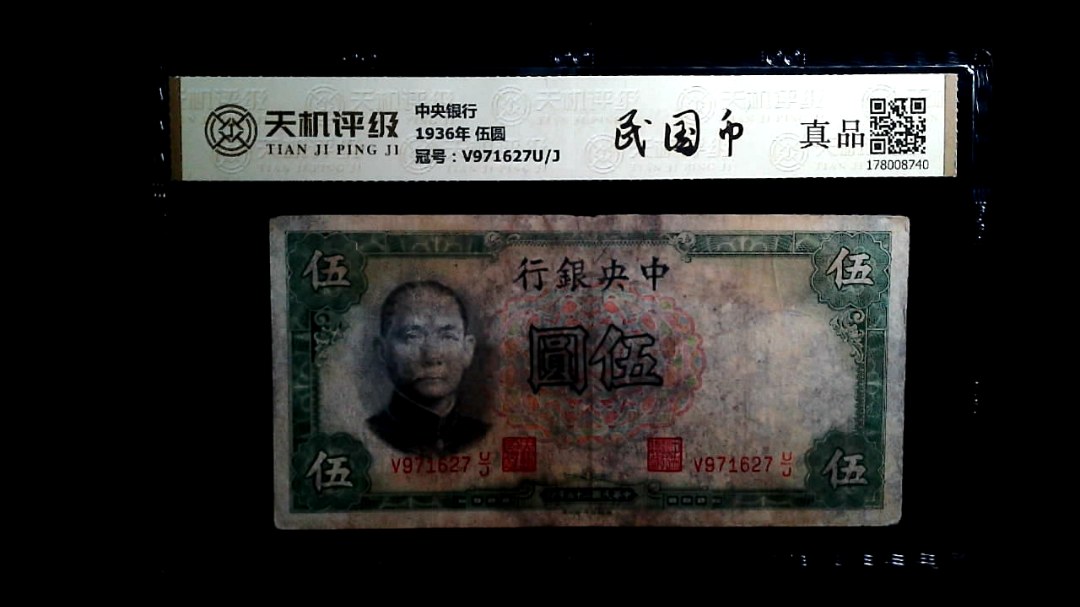 天机评级
TIAN JI PING JI
中央银行
1936年 伍圆
冠号：V971627U/J
民国币
真品
178008740
伍
行銀央中
伍
圓伍
V971627 U/J
V971627 U/J
伍
伍